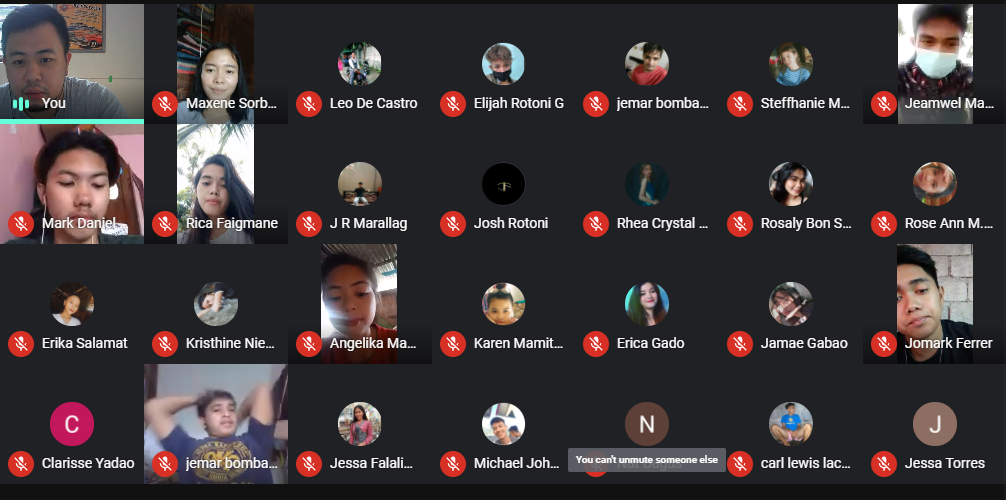 You
Maxene Sorb...
Leo De Castro
Elijah Rotoni G
jemar bomba...
Steffhanie M...
Jeamwel Ma...
Mark Daniel
Rica Faigmane
J R Marallag
Josh Rotoni
Rhea Crystal ...
Rosaly Bon S...
Rose Ann M....
Erika Salamat
Kristhine Nie...
Angelika Ma...
Karen Mamit...
Erica Gado
Jamae Gabao
Jomark Ferrer
C
Clarisse Yadao
jemar bomba...
Jessa Falali...
Michael Joh...
N
You can't unmute someone else
carl lewis lac...
J
Jessa Torres